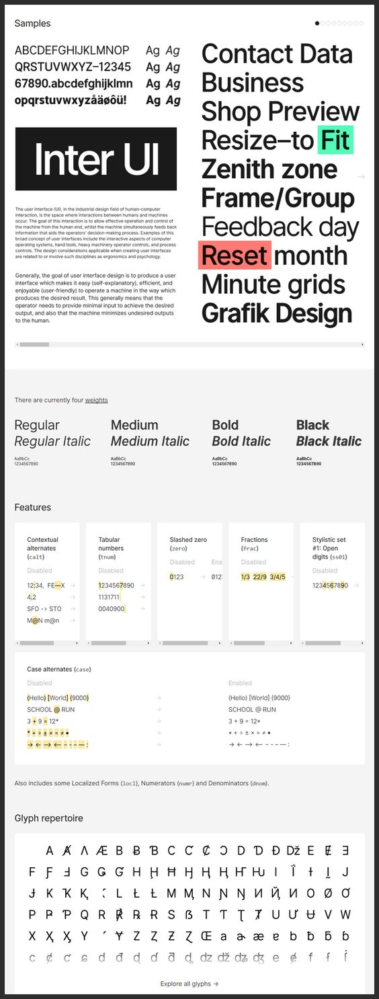 Samples
ABCDEFGHIJKLMNOP Ag Ag
QRSTUVWXYZ–12345 Ag Ag
67890.abcdefghijklmn Ag Ag
opqrstuvwxyzåäøôü! Ag Ag
Inter UI
The user interface (UI), in the industrial design field of human–computer
interaction, is the space where interactions between humans and machines
occur. The goal of this interaction is to allow effective operation and control of
the machine from the human end, whilst the machine simultaneously feeds back
information that aids the operators' decision-making process. Examples of this
broad concept of user interfaces include the interactive aspects of computer
operating systems, hand tools, heavy machinery operator controls, and process
controls. The design considerations applicable when creating user interfaces
are related to or involve such disciplines as ergonomics and psychology.
Generally, the goal of user interface design is to produce a user
interface which makes it easy (self-explanatory), efficient, and
enjoyable (user-friendly) to operate a machine in the way which
produces the desired result. This generally means that the
operator needs to provide minimal input to achieve the desired
output, and also that the machine minimizes undesired outputs
to the human.
Contact Data
Business
Shop Preview
Resize–to Fit
Zenith zone
Frame/Group
Feedback day
Reset month
Minute grids
Grafik Design
There are currently four weights
Regular
Regular Italic
AaBbCc
1234567890
Medium
Medium Italic
AaBbCc
1234567890
Bold
Bold Italic
AaBbCc
1234567890
Black
Black Italic
AaBbCc
1234567890
Features
Contextual
alternates
(calt)
Disabled
12:34, FE—X →
4.2 →
SFO -> STO →
M@N m@n →
Tabular
numbers
(tnum)
Disabled
1234567890 →
1131711 →
0040900 →
Slashed zero
(zero)
Disabled Ena
0123 → 012
Fractions
(frac)
Disabled
1/3 22/9 3/4/5
Stylistic set
#1: Open
digits (ss01)
Disabled
1234567890 →
Case alternates (case)
Disabled
(Hello) [World] {9000} →
SCHOOL @ RUN →
3 + 9 = 12* →
* + ÷ ± × = ≠ • →
→ ← ⟶ ⟵ – – – — : →
Enabled
(Hello) [World] {9000}
SCHOOL @ RUN
3 + 9 = 12*
* + ÷ ± × = ≠ •
→ ← ⟶ ⟵ – – – — :
Also includes some Localized Forms (locl), Numerators (numr) and Denominators (dnom).
Glyph repertoire
A Ʌ Æ B C D Đ Dž E Ɇ Ǝ
F G H Ħ I J
K L Ł M N O Ø
P Q R S T U V W
X Y Z Œ a æ b
c d đ dz dž e f
Explore all glyphs →